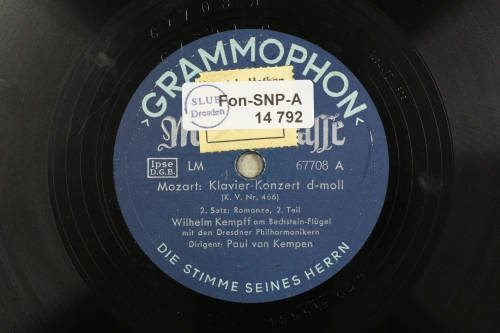 67708 A
GRAMMOPHON
SLUB
Dresden
Fon-SNP-A
14 792
Ipse
D.G.B.
LM
67708 A
Mozart: Klavier-Konzert d-moll
(K. V. Nr. 466)
2. Satz: Romanze, 2. Teil
Wilhelm Kempff am Bechstein-Flügel
mit den Dresdner Philharmonikern
Dirigent: Paul van Kempen
DIE STIMME SEINES HERRN